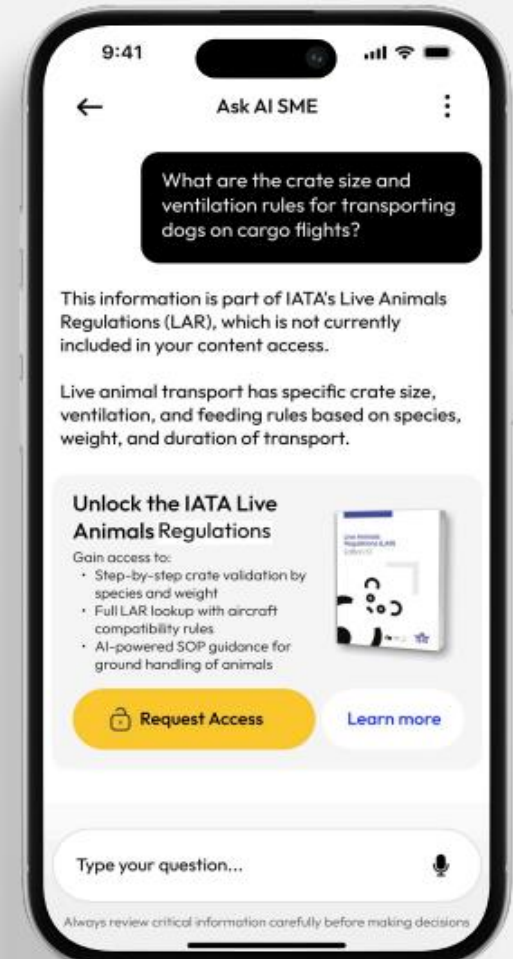 9:41
Ask AI SME
What are the crate size and
ventilation rules for transporting
dogs on cargo flights?
This information is part of IATA's Live Animals
Regulations (LAR), which is not currently
included in your content access.
Live animal transport has specific crate size,
ventilation, and feeding rules based on species,
weight, and duration of transport.
Unlock the IATA Live
Animals Regulations
Gain access to:
• Step-by-step crate validation by
species and weight
• Full LAR lookup with aircraft
compatibility rules
• AI-powered SOP guidance for
ground handling of animals
Live Animals
Regulations (LAR)
Request Access
Learn more
Type your question...
Always review critical information carefully before making decisions